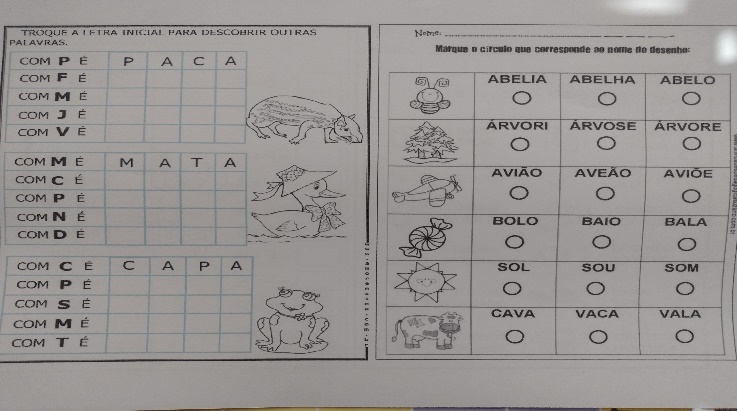 TROQUE A LETRA INICIAL PARA DESCOBRIR OUTRAS
PALAVRAS.
COM P É P A C A
COM F É
COM M É
COM J É
COM V É
COM M É M A T A
COM C É
COM P É
COM N É
COM D É
COM C É C A P A
COM P É
COM S É
COM M É
COM T É
Nome:
Marque o círculo que corresponde ao nome do desenho:
ABELIA ABELHA ABELO
ÁRVORI ÁRVOSE ÁRVORE
AVIÃO AVEÃO AVIÕE
BOLO BAIO BALA
SOL SOU SOM
CAVA VACA VALA